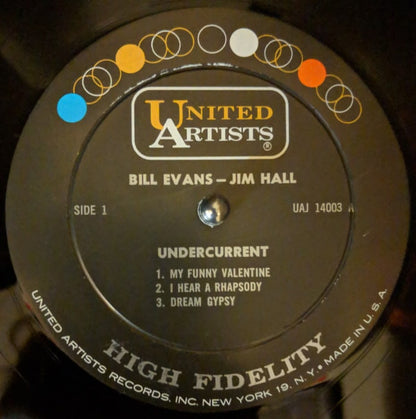 UNITED
ARTISTS®
BILL EVANS – JIM HALL
SIDE 1
UAJ 14003 A
UNDERCURRENT
1. MY FUNNY VALENTINE
2. I HEAR A RHAPSODY
3. DREAM GYPSY
HIGH FIDELITY
UNITED ARTISTS RECORDS, INC. NEW YORK 19, N.Y • MADE IN U.S.A.